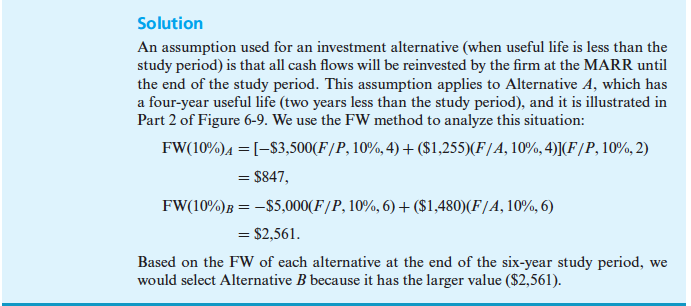 Solution
An assumption used for an investment alternative (when useful life is less than the
study period) is that all cash flows will be reinvested by the firm at the MARR until
the end of the study period. This assumption applies to Alternative A, which has
a four-year useful life (two years less than the study period), and it is illustrated in
Part 2 of Figure 6-9. We use the FW method to analyze this situation:
FW(10%)A = [−$3,500(F/P, 10%, 4) + ($1,255)(F/A, 10%, 4)](F/P, 10%, 2)
= $847,
FW(10%)B = −$5,000(F/P, 10%, 6) + ($1,480)(F/A, 10%, 6)
= $2,561.
Based on the FW of each alternative at the end of the six-year study period, we
would select Alternative B because it has the larger value ($2,561).